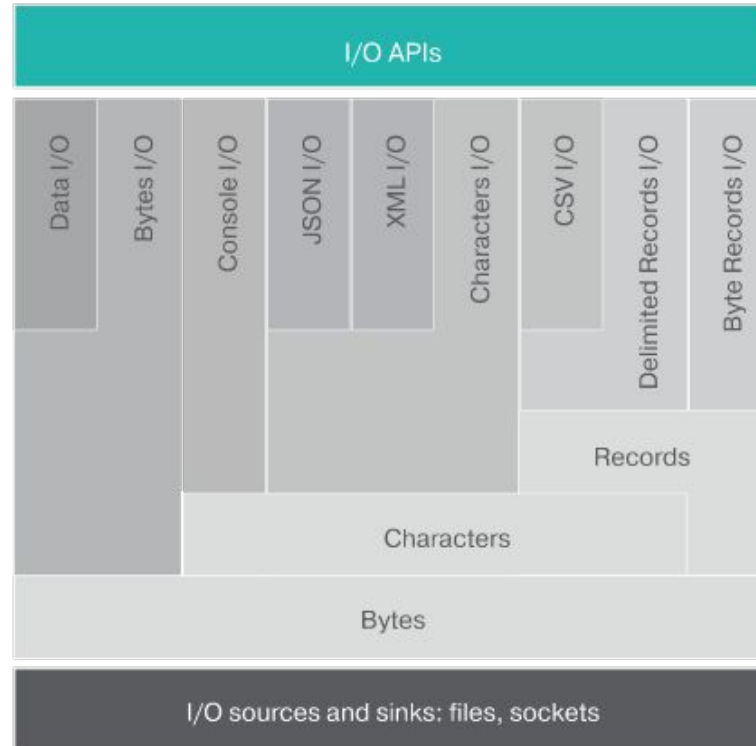 I/O APIs
Data I/O
Bytes I/O
Console I/O
JSON I/O
XML I/O
Characters I/O
CSV I/O
Delimited Records I/O
Byte Records I/O
Records
Characters
Bytes
I/O sources and sinks: files, sockets